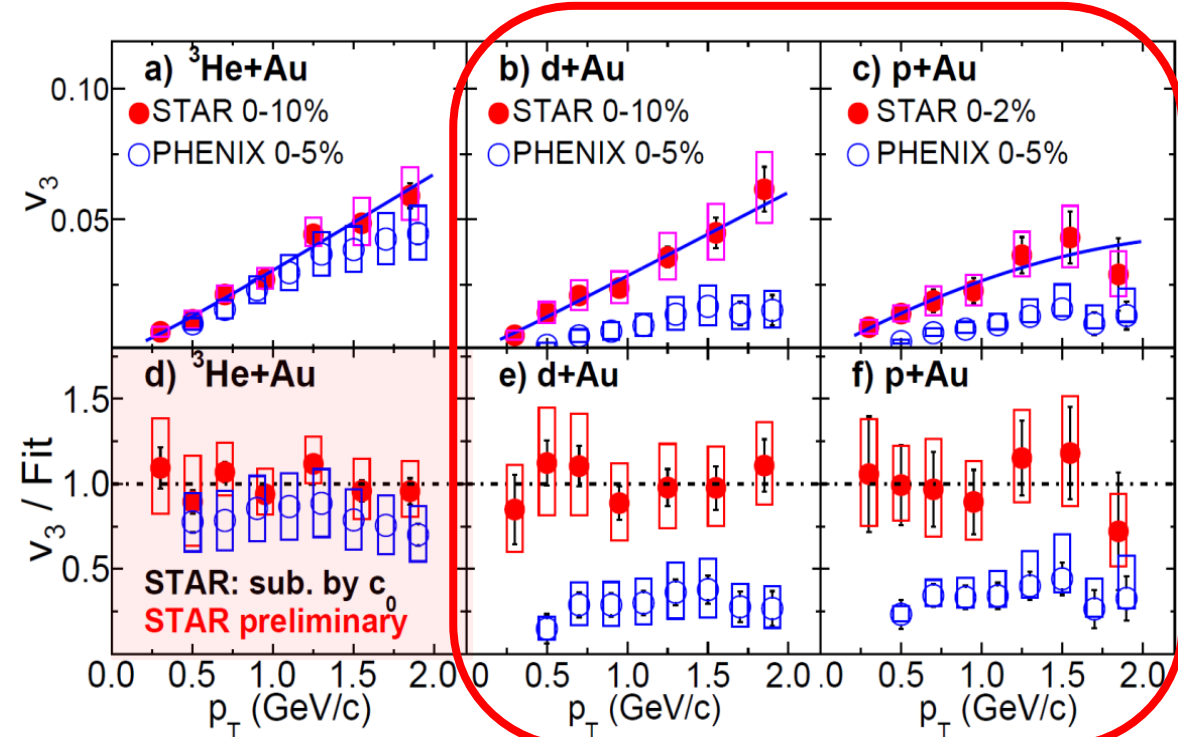 a) ³He+Au
STAR 0-10%
PHENIX 0-5%
b) d+Au
STAR 0-10%
PHENIX 0-5%
c) p+Au
STAR 0-2%
PHENIX 0-5%
0.10
0.05
v₃
d) ³He+Au
STAR: sub. by c₀
STAR preliminary
e) d+Au
f) p+Au
1.5
1.0
0.5
v₃ / Fit
0.0 0.5 1.0 1.5 2.0 .0 0.5 1.0 1.5 2.0 .0 0.5 1.0 1.5 2.0
p_T (GeV/c) p_T (GeV/c) p_T (GeV/c)